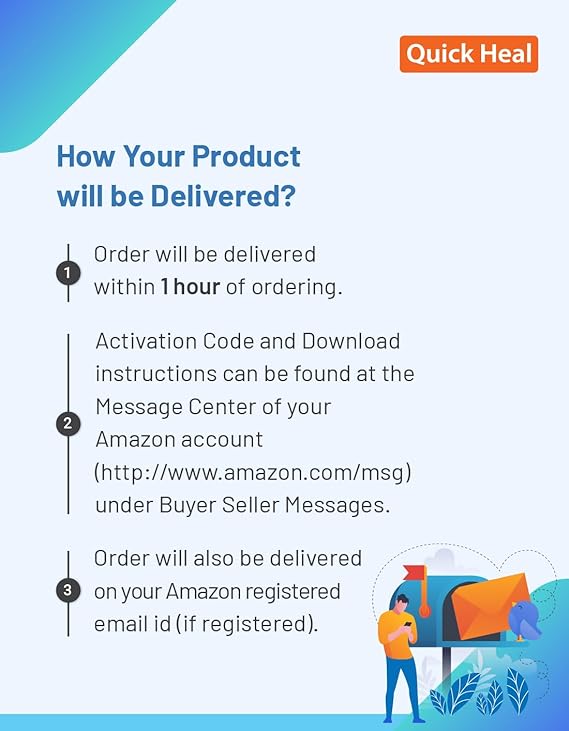 Quick Heal
How Your Product
will be Delivered?
1
Order will be delivered
within 1 hour of ordering.
2
Activation Code and Download
instructions can be found at the
Message Center of your
Amazon account
(http://www.amazon.com/msg)
under Buyer Seller Messages.
3
Order will also be delivered
on your Amazon registered
email id (if registered).